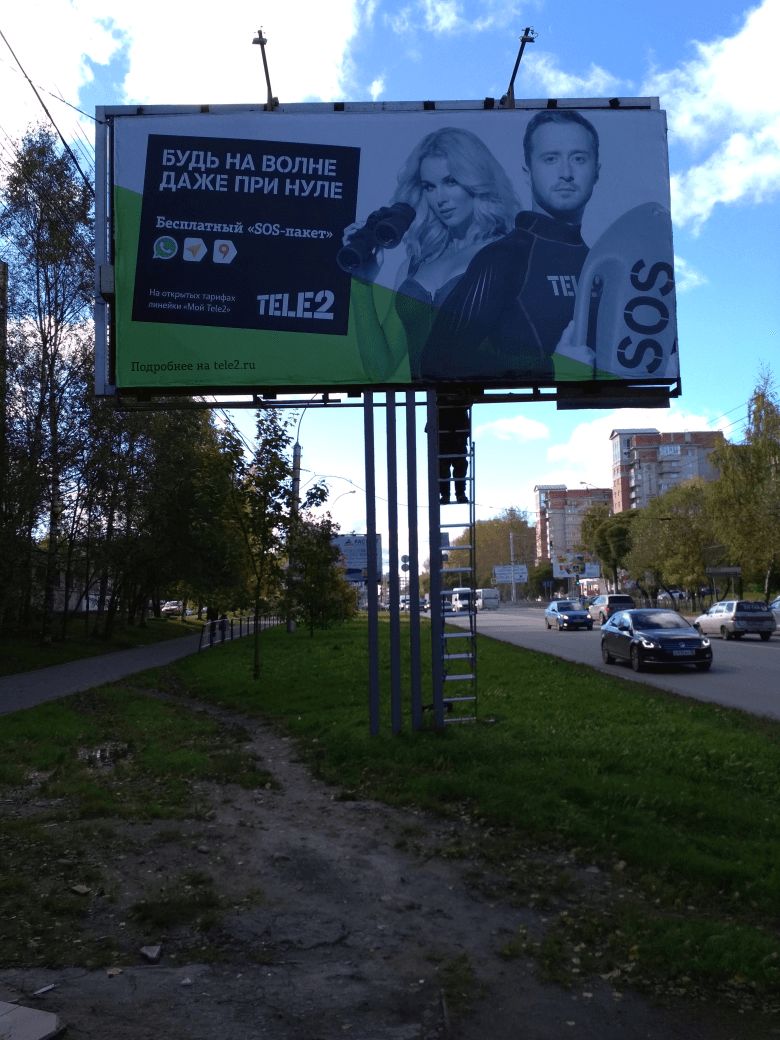 БУДЬ НА ВОЛНЕ
ДАЖЕ ПРИ НУЛЕ
Бесплатный «SOS-пакет»
На открытых тарифах
линейки «Мой Tele2»
TELE2
Подробнее на tele2.ru
TELE2
SOS